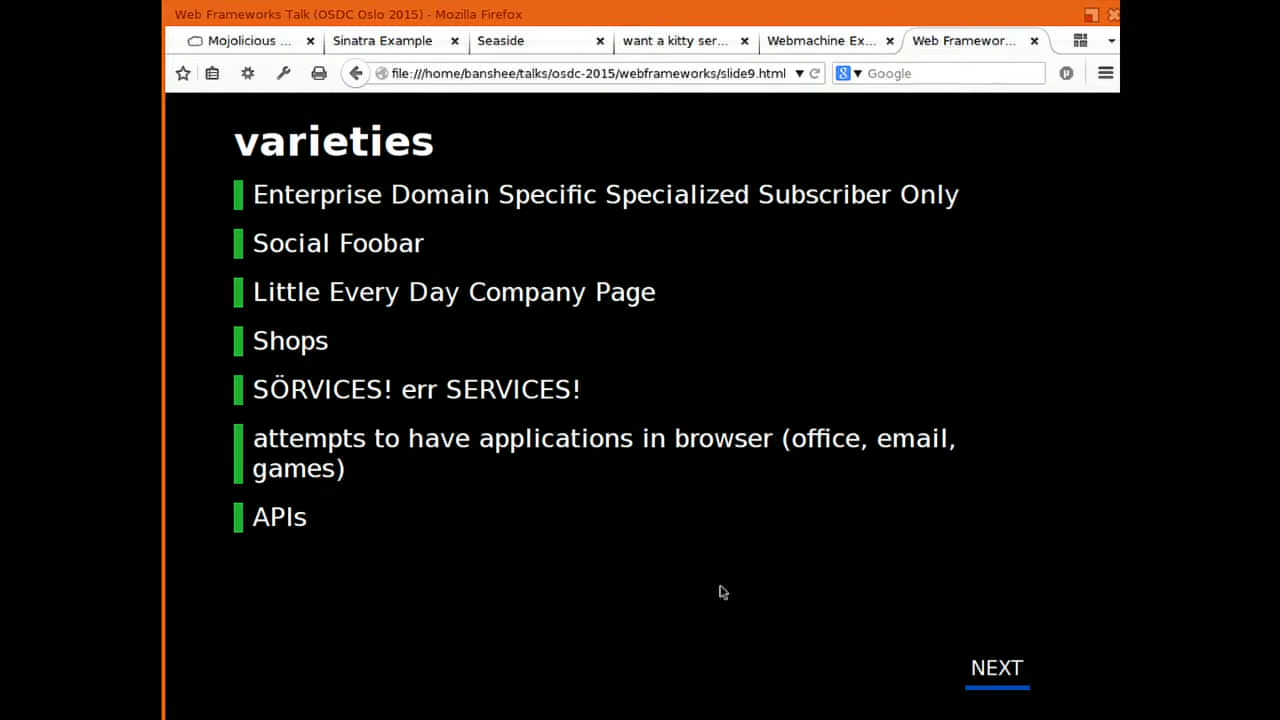 Web Frameworks Talk (OSDC Oslo 2015) - Mozilla Firefox
Mojolicious ... Sinatra Example Seaside want a kitty ser... Webmachine Ex... Web Framewor...
file:///home/banshee/talks/osdc-2015/webframeworks/slide9.html Google
varieties
Enterprise Domain Specific Specialized Subscriber Only
Social Foobar
Little Every Day Company Page
Shops
SÖRVICES! err SERVICES!
attempts to have applications in browser (office, email,
games)
APIs
NEXT